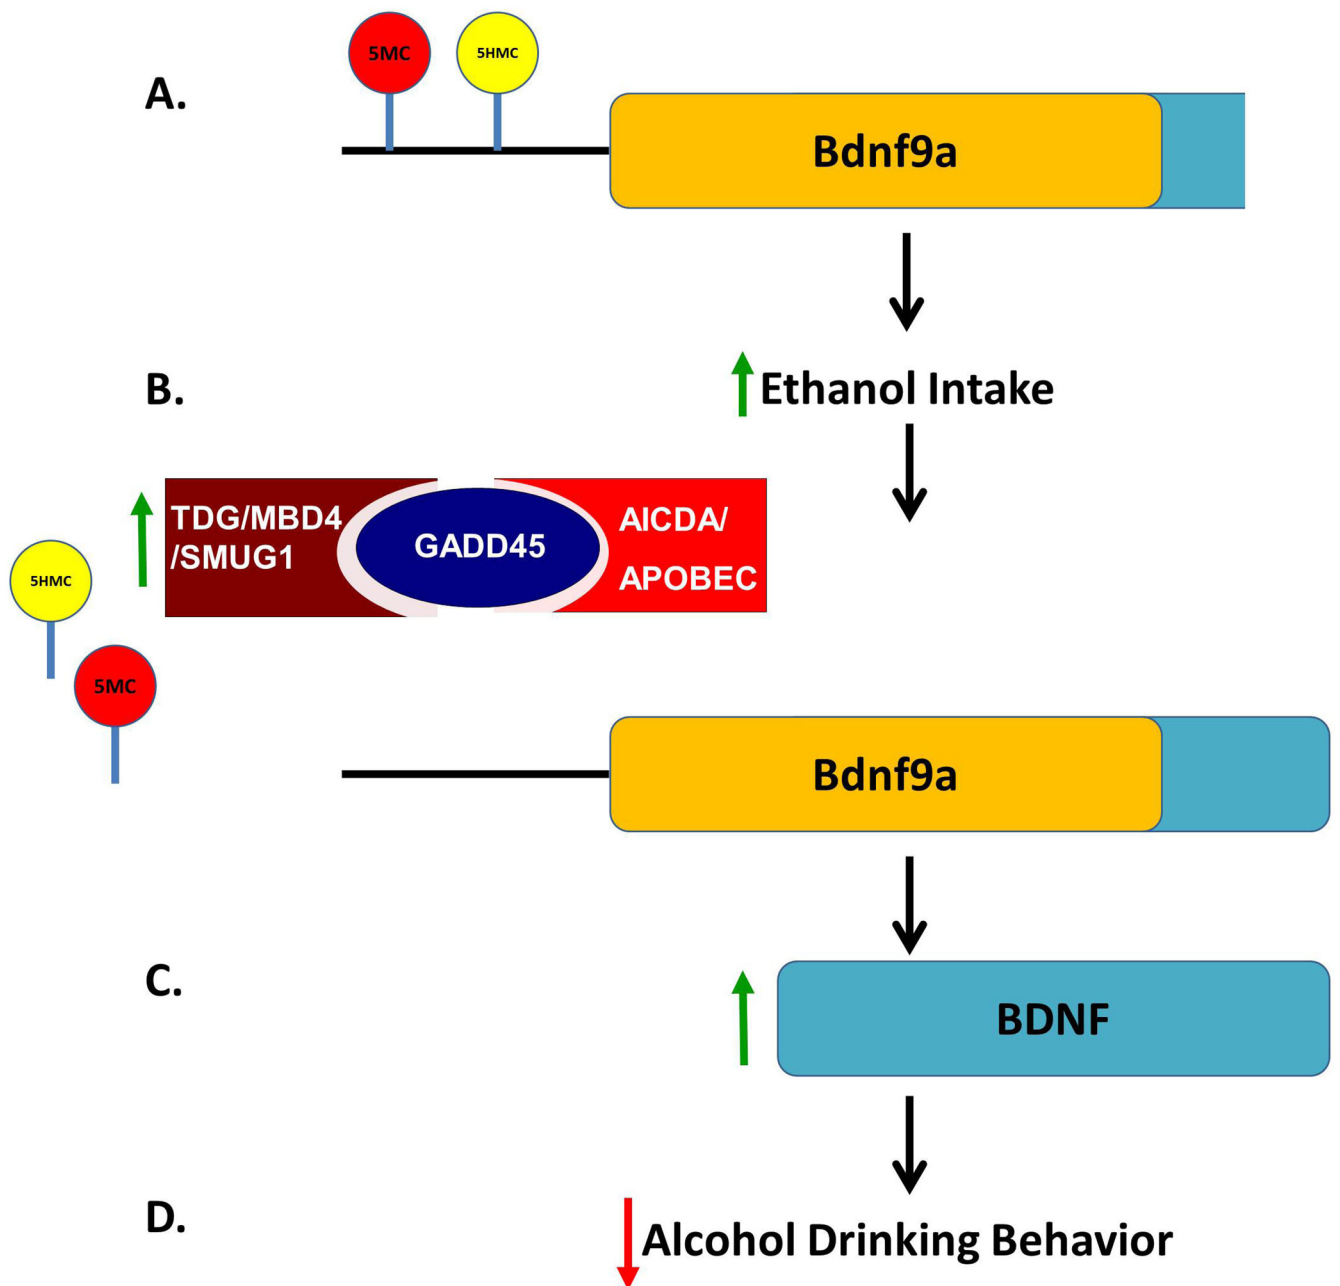 5MC
5HMC
A.
Bdnf9a
B.
Ethanol Intake
TDG/MBD4
/SMUG1
GADD45
AICDA/
APOBEC
5HMC
5MC
Bdnf9a
C.
BDNF
D.
Alcohol Drinking Behavior